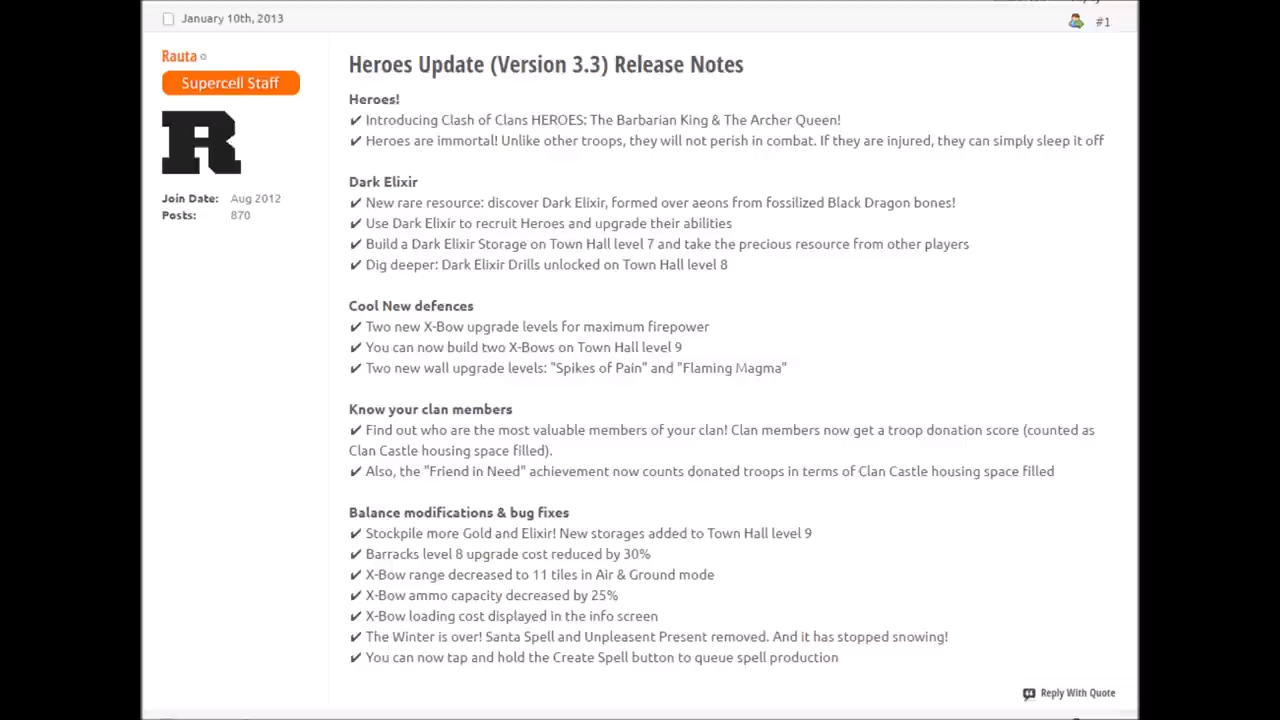 January 10th, 2013
#1
Rauta
Supercell Staff
R
Join Date: Aug 2012
Posts: 870
Heroes Update (Version 3.3) Release Notes
Heroes!
✔ Introducing Clash of Clans HEROES: The Barbarian King & The Archer Queen!
✔ Heroes are immortal! Unlike other troops, they will not perish in combat. If they are injured, they can simply sleep it off
Dark Elixir
✔ New rare resource: discover Dark Elixir, formed over aeons from fossilized Black Dragon bones!
✔ Use Dark Elixir to recruit Heroes and upgrade their abilities
✔ Build a Dark Elixir Storage on Town Hall level 7 and take the precious resource from other players
✔ Dig deeper: Dark Elixir Drills unlocked on Town Hall level 8
Cool New defences
✔ Two new X-Bow upgrade levels for maximum firepower
✔ You can now build two X-Bows on Town Hall level 9
✔ Two new wall upgrade levels: "Spikes of Pain" and "Flaming Magma"
Know your clan members
✔ Find out who are the most valuable members of your clan! Clan members now get a troop donation score (counted as
Clan Castle housing space filled).
✔ Also, the "Friend in Need" achievement now counts donated troops in terms of Clan Castle housing space filled
Balance modifications & bug fixes
✔ Stockpile more Gold and Elixir! New storages added to Town Hall level 9
✔ Barracks level 8 upgrade cost reduced by 30%
✔ X-Bow range decreased to 11 tiles in Air & Ground mode
✔ X-Bow ammo capacity decreased by 25%
✔ X-Bow loading cost displayed in the info screen
✔ The Winter is over! Santa Spell and Unpleasent Present removed. And it has stopped snowing!
✔ You can now tap and hold the Create Spell button to queue spell production
Reply With Quote